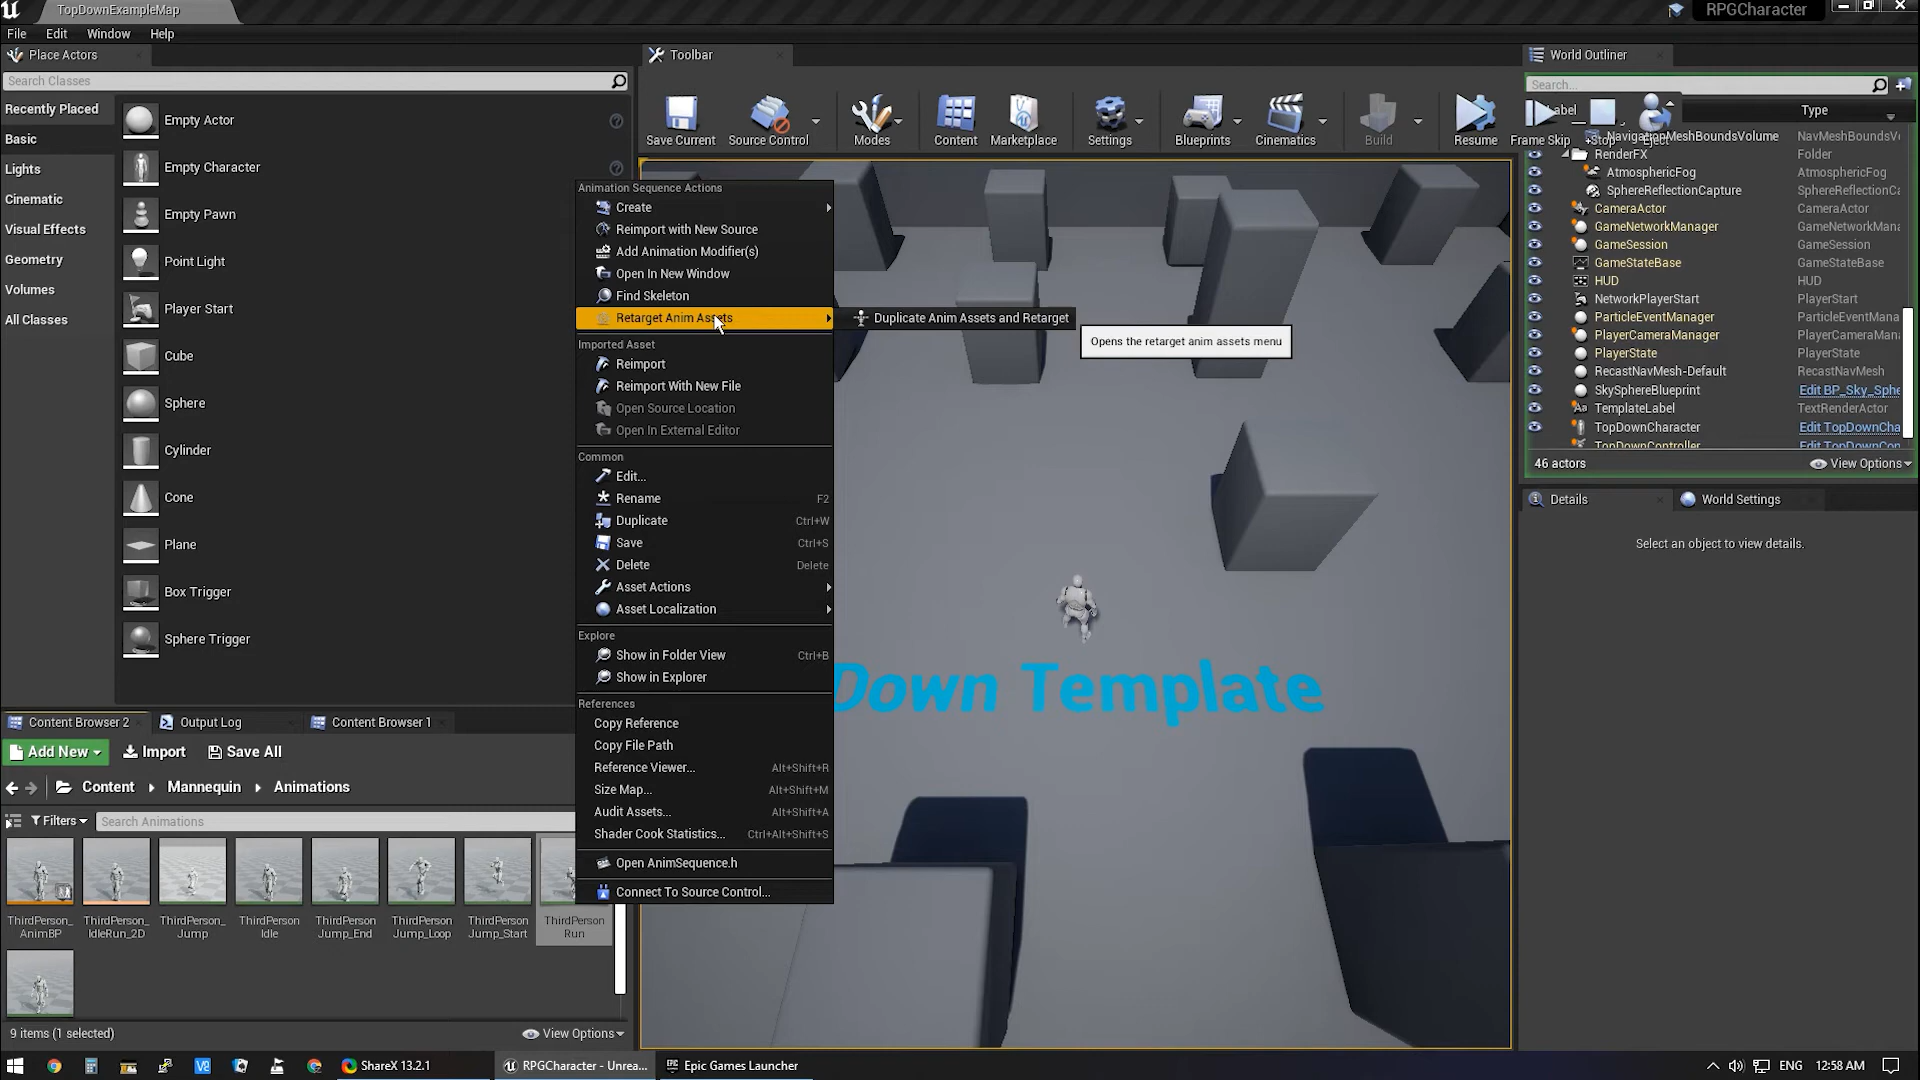 TopDownExampleMap
RPGCharacter
File Edit Window Help
Place Actors
Search Classes
Recently Placed
Basic
Lights
Cinematic
Visual Effects
Geometry
Volumes
All Classes
Empty Actor
Empty Character
Empty Pawn
Point Light
Player Start
Cube
Sphere
Cylinder
Cone
Plane
Box Trigger
Sphere Trigger
Toolbar
Save Current
Source Control
Modes
Content
Marketplace
Settings
Blueprints
Cinematics
Build
Resume
Frame Skip
Stop
Eject
Animation Sequence Actions
Create
Reimport with New Source
Add Animation Modifier(s)
Open In New Window
Find Skeleton
Retarget Anim Assets
Duplicate Anim Assets and Retarget
Opens the retarget anim assets menu
Imported Asset
Reimport
Reimport With New File
Open Source Location
Open In External Editor
Common
Edit...
Rename F2
Duplicate Ctrl+W
Save Ctrl+S
Delete Delete
Asset Actions
Asset Localization
Explore
Show in Folder View Ctrl+B
Show in Explorer
References
Copy Reference
Copy File Path
Reference Viewer... Alt+Shift+R
Size Map... Alt+Shift+M
Audit Assets... Alt+Shift+A
Shader Cook Statistics... Ctrl+Alt+Shift+S
Open AnimSequence.h
Connect To Source Control...
Down Template
World Outliner
Search...
Label Type
NavigationMeshBoundsVolume NavMeshBoundsV
RenderFX Folder
AtmosphericFog AtmosphericFog
SphereReflectionCapture SphereReflectionCa
CameraActor CameraActor
GameNetworkManager GameNetworkMana
GameSession GameSession
GameStateBase GameStateBase
HUD HUD
NetworkPlayerStart PlayerStart
ParticleEventManager ParticleEventMana
PlayerCameraManager PlayerCameraMana
PlayerState PlayerState
RecastNavMesh-Default RecastNavMesh
SkySphereBlueprint Edit BP_Sky_Sphe
TemplateLabel TextRenderActor
TopDownCharacter Edit TopDownCha
TopDownController Edit TopDownCon
46 actors View Options
Details
World Settings
Select an object to view details.
Content Browser 2
Output Log
Content Browser 1
Add New
Import
Save All
Content Mannequin Animations
Filters
Search Animations
ThirdPerson_
AnimBP
ThirdPerson_
IdleRun_2D
ThirdPerson_
Jump
ThirdPerson
Idle
ThirdPerson
Jump_End
ThirdPerson
Jump_Loop
ThirdPerson
Jump_Start
ThirdPerson
Run
9 items (1 selected)
View Options
ShareX 13.2.1
RPGCharacter - Unrea...
Epic Games Launcher
ENG
12:58 AM